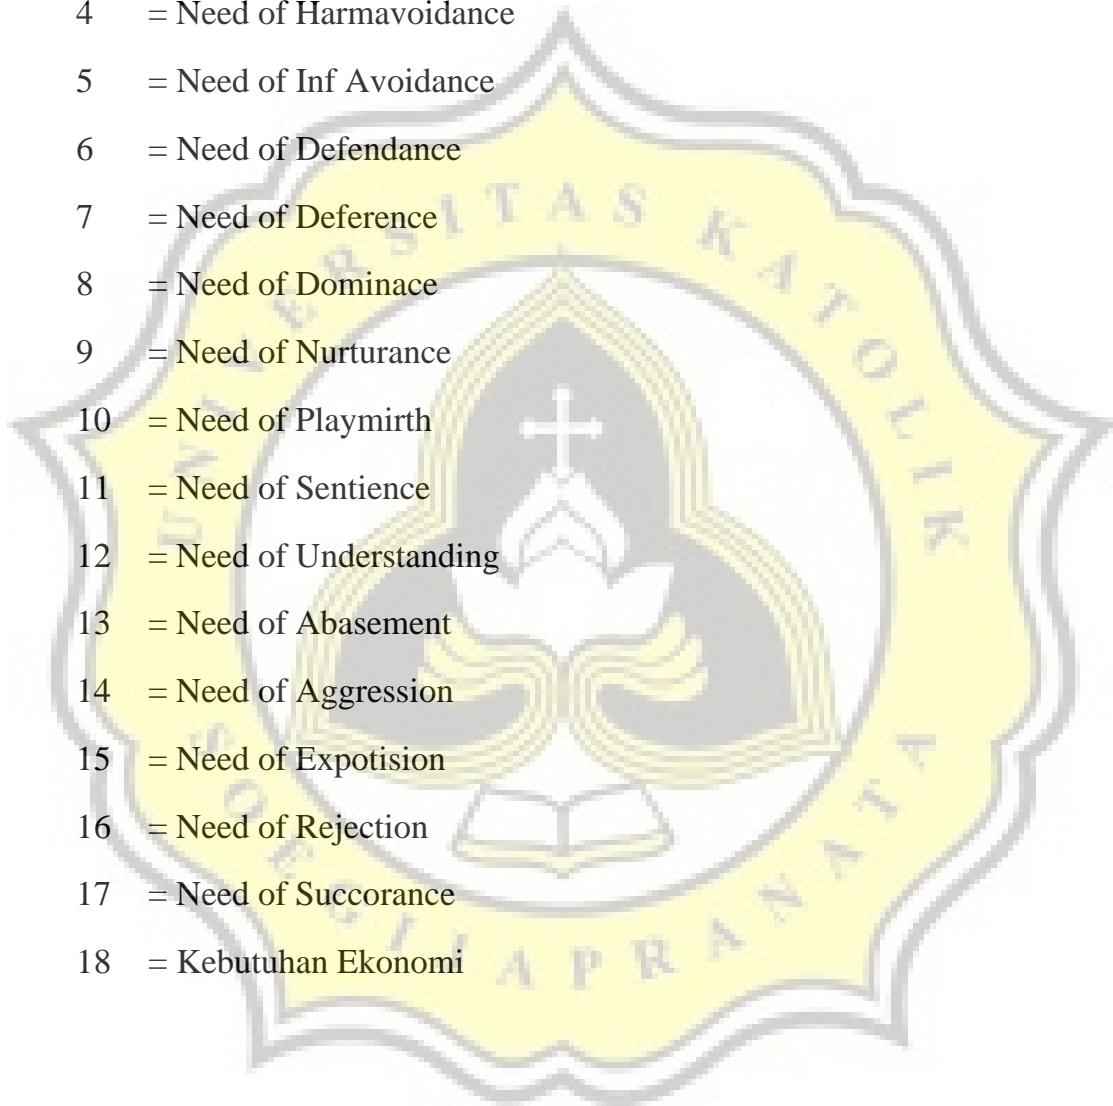 4 = Need of Harmavoidance
5 = Need of Inf Avoidance
6 = Need of Defendance
7 = Need of Deference
8 = Need of Dominace
9 = Need of Nurturance
10 = Need of Playmirth
11 = Need of Sentience
12 = Need of Understanding
13 = Need of Abasement
14 = Need of Aggression
15 = Need of Expotision
16 = Need of Rejection
17 = Need of Succorance
18 = Kebutuhan Ekonomi
UNIVERSITAS KATOLIK
SOEGIJAPRANATA